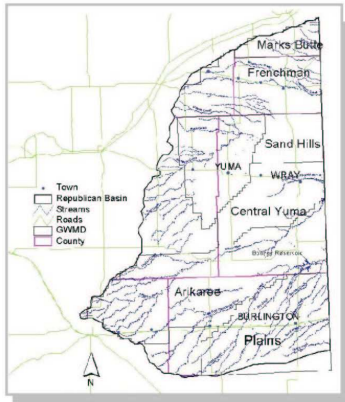 Marks Butte
Frenchman
Sand Hills
YUMA
WRAY
Town
Republican Basin
Streams
Roads
GWMD
County
Central Yuma
Arikaree
BURLINGTON
Plains
N